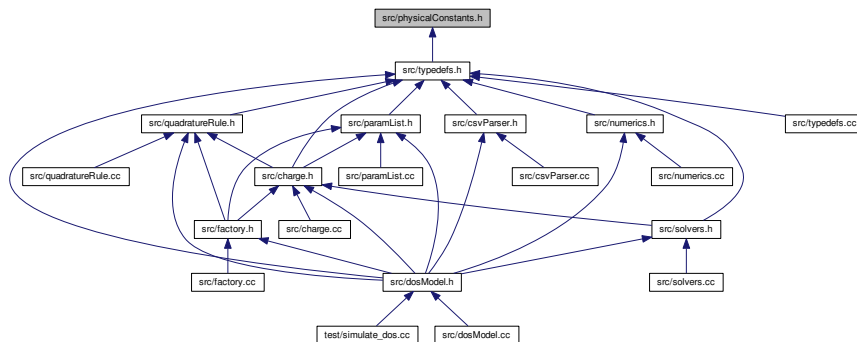 src/physicalConstants.h
src/typedefs.h
src/quadratureRule.h
src/paramList.h
src/csvParser.h
src/numerics.h
src/typedefs.cc
src/quadratureRule.cc
src/charge.h
src/paramList.cc
src/csvParser.cc
src/numerics.cc
src/factory.h
src/charge.cc
src/solvers.h
src/factory.cc
src/dosModel.h
src/solvers.cc
test/simulate_dos.cc
src/dosModel.cc